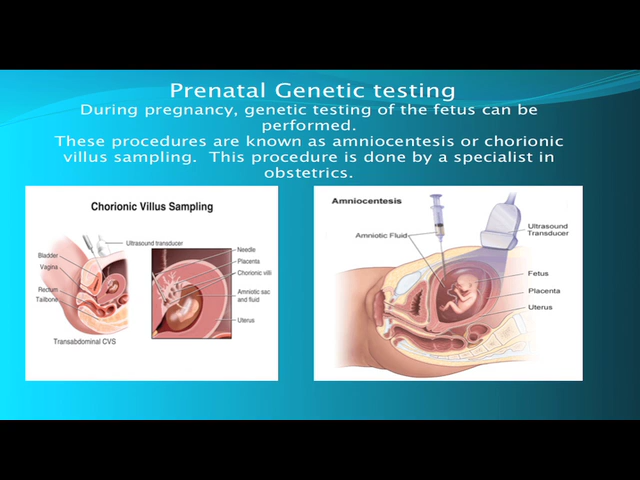 Prenatal Genetic testing
During pregnancy, genetic testing of the fetus can be
performed.
These procedures are known as amniocentesis or chorionic
villus sampling.  This procedure is done by a specialist in
obstetrics.
Chorionic Villus Sampling
Ultrasound transducer
Bladder
Vagina
Rectum
Tailbone
Transabdominal CVS
Needle
Placenta
Chorionic villi
Amniotic sac
and fluid
Uterus
Amniocentesis
Amniotic Fluid
Ultrasound
Transducer
Fetus
Placenta
Uterus